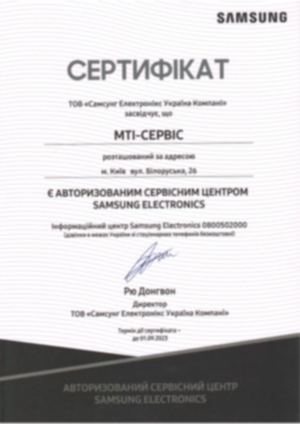 SAMSUNG
СЕРТИФІКАТ
ТОВ «Самсунг Електронікс Україна Компані»
засвідчує, що
МТІ-СЕРВІС
розташований за адресою
м. Київ вул. Білоруська, 26
Є АВТОРИЗОВАНИМ СЕРВІСНИМ ЦЕНТРОМ
SAMSUNG ELECTRONICS
Інформаційний центр Samsung Electronics 0800502000
(дзвінки в межах України зі стаціонарних телефонів безкоштовні)
Рю Донгвон
Директор
ТОВ «Самсунг Електронікс Україна Компані»
Термін дії сертифіката –
до 01.09.2023
АВТОРИЗОВАНИЙ СЕРВІСНИЙ ЦЕНТР
SAMSUNG ELECTRONICS